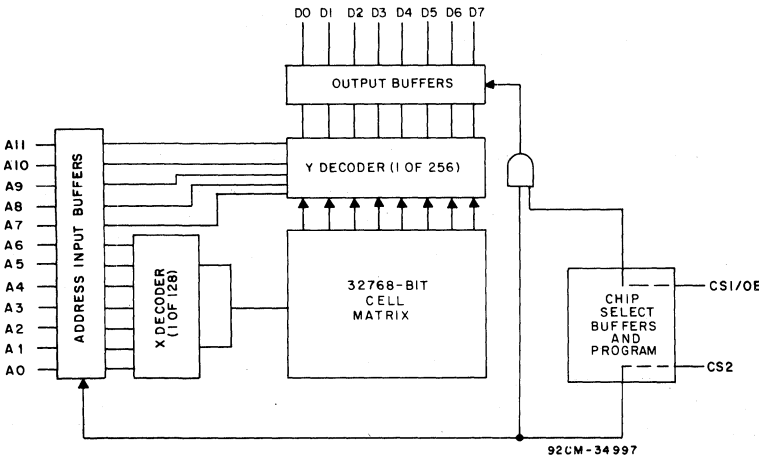 D0 D1 D2 D3 D4 D5 D6 D7
OUTPUT BUFFERS
A11
A10
A9
A8
A7
A6
A5
A4
A3
A2
A1
A0
ADDRESS INPUT BUFFERS
Y DECODER (1 OF 256)
X DECODER
(1 OF 128)
32768-BIT
CELL
MATRIX
CHIP
SELECT
BUFFERS
AND
PROGRAM
CS1/OE
CS2
92CM-34997